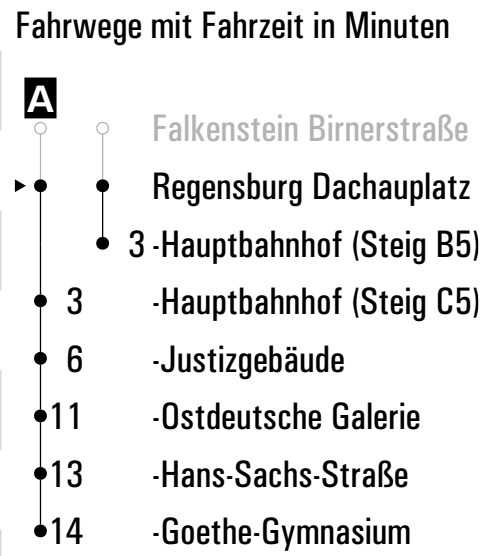 Fahrwege mit Fahrzeit in Minuten
A
Falkenstein Birnerstraße
Regensburg Dachauplatz
3 -Hauptbahnhof (Steig B5)
3 -Hauptbahnhof (Steig C5)
6 -Justizgebäude
11 -Ostdeutsche Galerie
13 -Hans-Sachs-Straße
14 -Goethe-Gymnasium